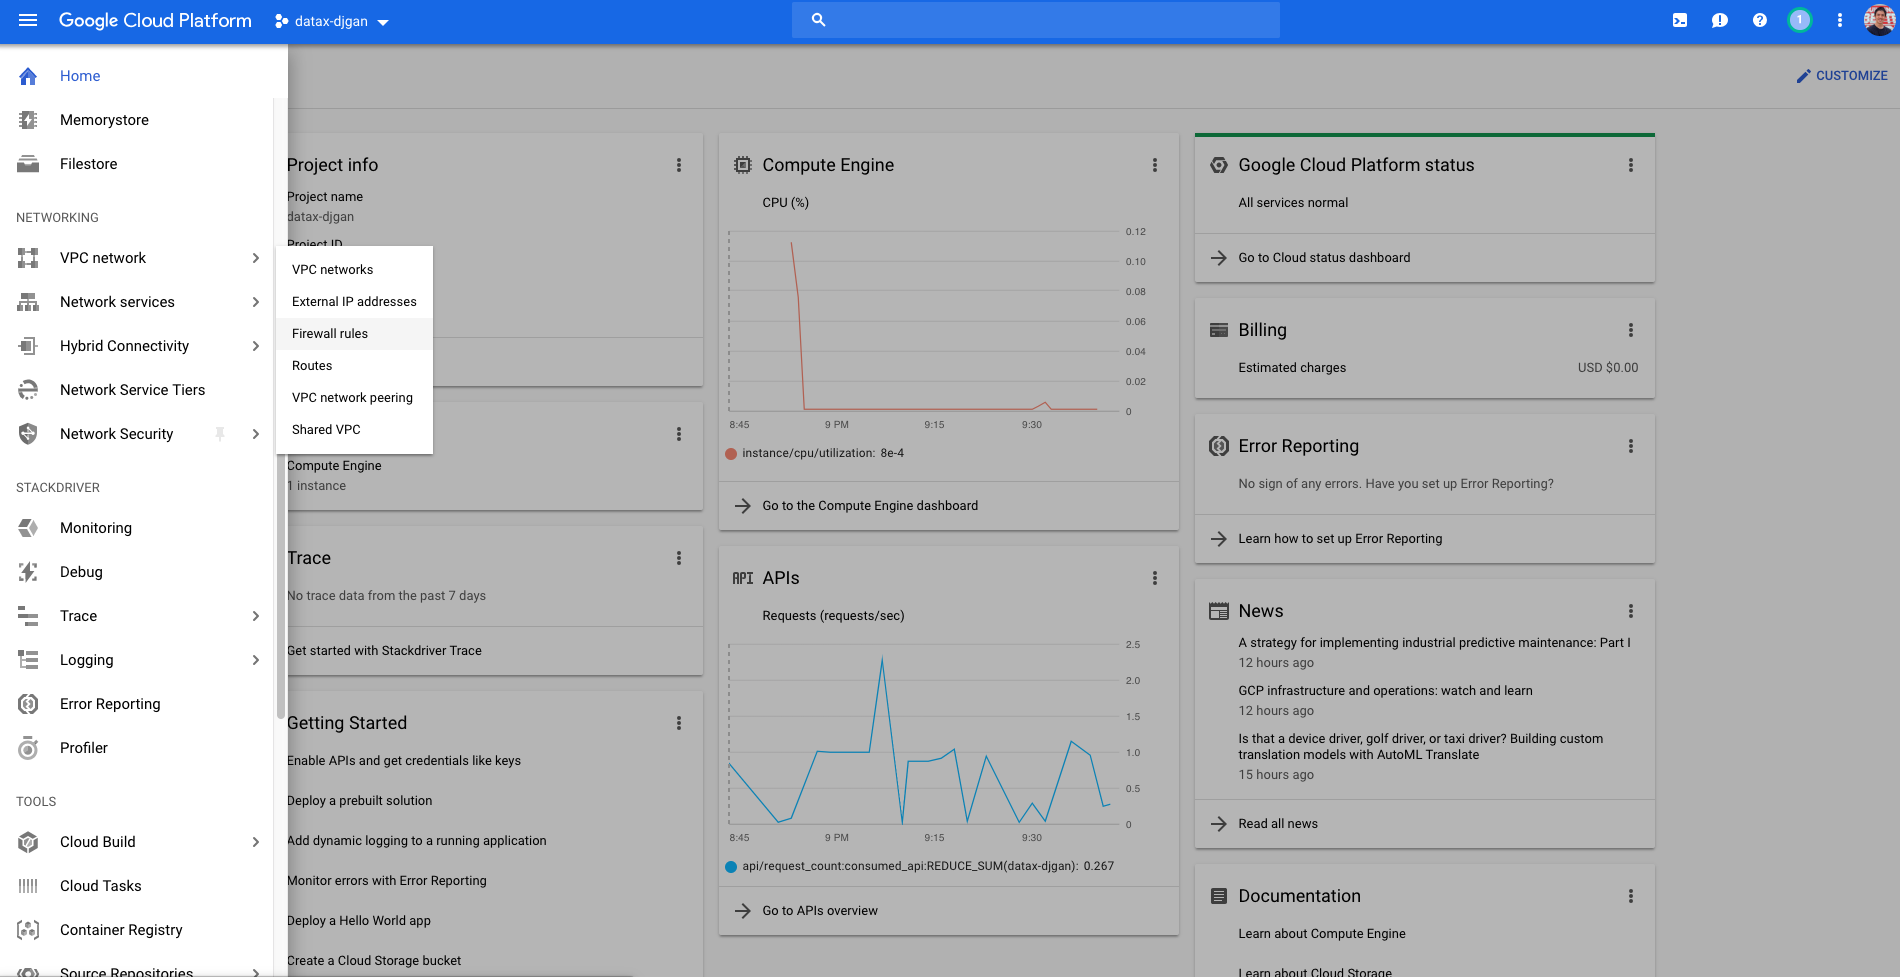 Google Cloud Platform
datax-djgan
1
Home
Memorystore
Filestore
NETWORKING
VPC network
Network services
Hybrid Connectivity
Network Service Tiers
Network Security
STACKDRIVER
Monitoring
Debug
Trace
Logging
Error Reporting
Profiler
TOOLS
Cloud Build
Cloud Tasks
Container Registry
Source Repositories
VPC networks
External IP addresses
Firewall rules
Routes
VPC network peering
Shared VPC
CUSTOMIZE
Project info
Project name
datax-djgan
Project ID
Compute Engine
1 instance
Trace
No trace data from the past 7 days
Get started with Stackdriver Trace
Getting Started
Enable APIs and get credentials like keys
Deploy a prebuilt solution
Add dynamic logging to a running application
Monitor errors with Error Reporting
Deploy a Hello World app
Create a Cloud Storage bucket
Compute Engine
CPU (%)
0.12
0.10
0.08
0.06
0.04
0.02
0
8:45 9 PM 9:15 9:30
instance/cpu/utilization: 8e-4
Go to the Compute Engine dashboard
API APIs
Requests (requests/sec)
2.5
2.0
1.5
1.0
0.5
0
8:45 9 PM 9:15 9:30
api/request_count:consumed_api:REDUCE_SUM(datax-djgan): 0.267
Go to APIs overview
Google Cloud Platform status
All services normal
Go to Cloud status dashboard
Billing
Estimated charges USD $0.00
Error Reporting
No sign of any errors. Have you set up Error Reporting?
Learn how to set up Error Reporting
News
A strategy for implementing industrial predictive maintenance: Part I
12 hours ago
GCP infrastructure and operations: watch and learn
12 hours ago
Is that a device driver, golf driver, or taxi driver? Building custom
translation models with AutoML Translate
15 hours ago
Read all news
Documentation
Learn about Compute Engine
Learn about Cloud Storage